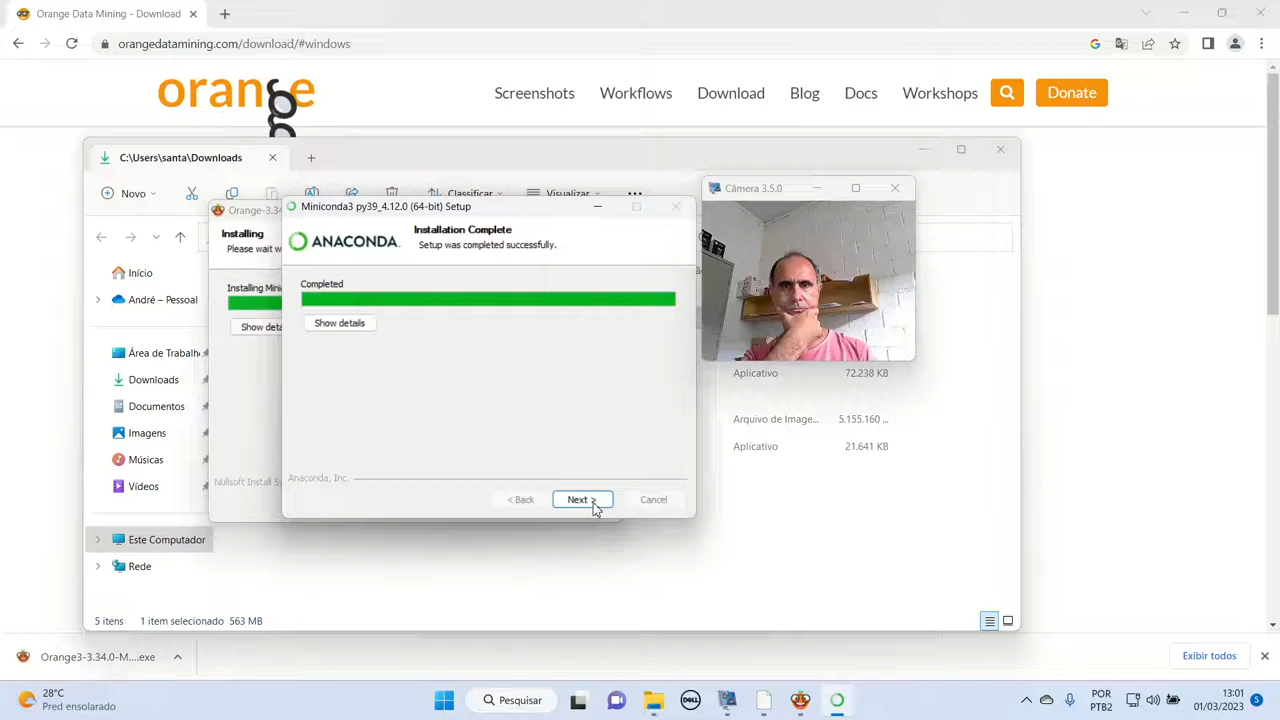 Orange Data Mining - Download
orangedatamining.com/download/#windows
orange
Screenshots Workflows Download Blog Docs Workshops Donate
C:\Users\santa\Downloads
Novo Classificar Visualizar
Câmera 3.5.0
Orange-3.34
Miniconda3 py39_4.12.0 (64-bit) Setup
Installing
Please wait w
ANACONDA.
Installation Complete
Setup was completed successfully.
Início
André – Pessoal
Installing Mini
Completed
Show deta
Show details
Área de Trabalh
Downloads
Documentos
Imagens
Músicas
Vídeos
Este Computador
Rede
Aplicativo 72.238 KB
Arquivo de Image... 5.155.160 ...
Aplicativo 21.641 KB
Nullsoft Install Sy
Anaconda, Inc.
< Back Next > Cancel
5 itens 1 item selecionado 563 MB
Orange3-3.34.0-M....exe
Exibir todos
28°C
Pred ensolarado
Pesquisar
DELL
POR
PTB2
13:01
01/03/2023
5